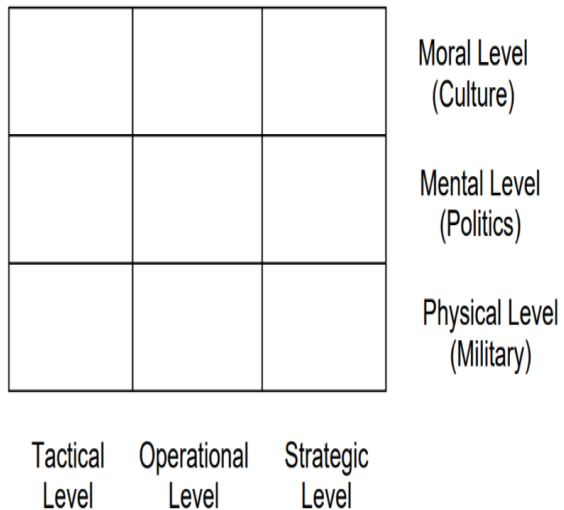 Moral Level
(Culture)
Mental Level
(Politics)
Physical Level
(Military)
Tactical Level
Operational Level
Strategic Level